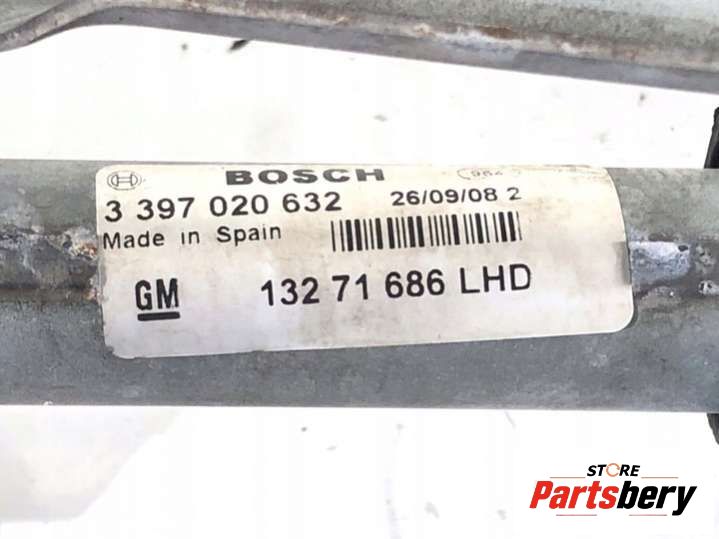 BOSCH
3 397 020 632 26/09/08 2
Made in Spain
GM 132 71 686 LHD
STORE
Partsbery